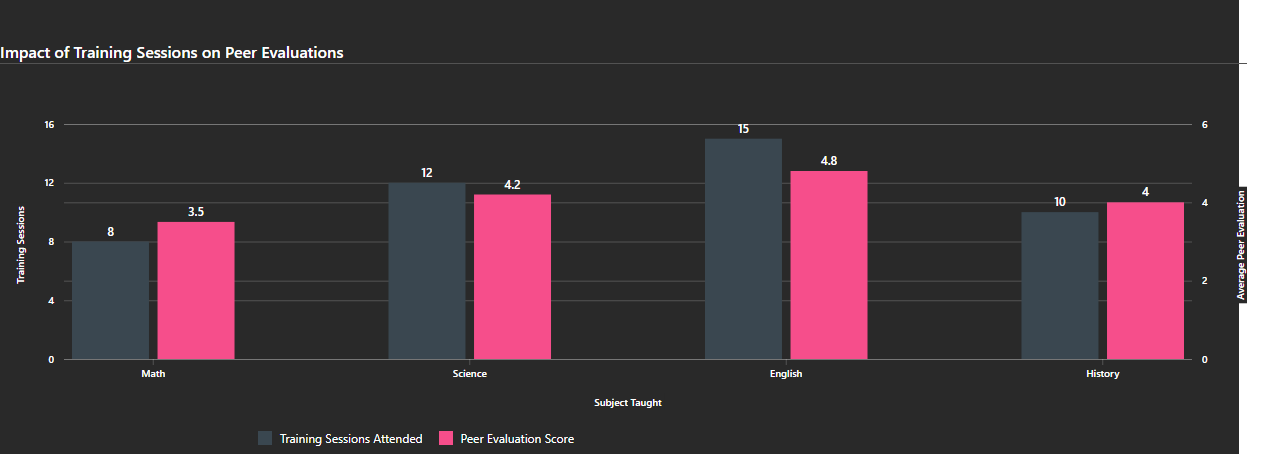 Impact of Training Sessions on Peer Evaluations
16
12
8
4
0
Training Sessions
8
3.5
12
4.2
15
4.8
10
4
6
4
2
0
Average Peer Evaluation
Math
Science
English
History
Subject Taught
Training Sessions Attended
Peer Evaluation Score